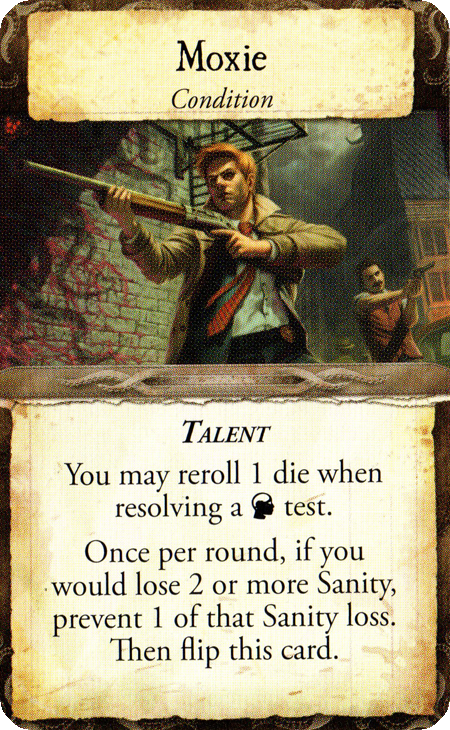 Moxie
Condition
TALENT
You may reroll 1 die when
resolving a test.
Once per round, if you
would lose 2 or more Sanity,
prevent 1 of that Sanity loss.
Then flip this card.